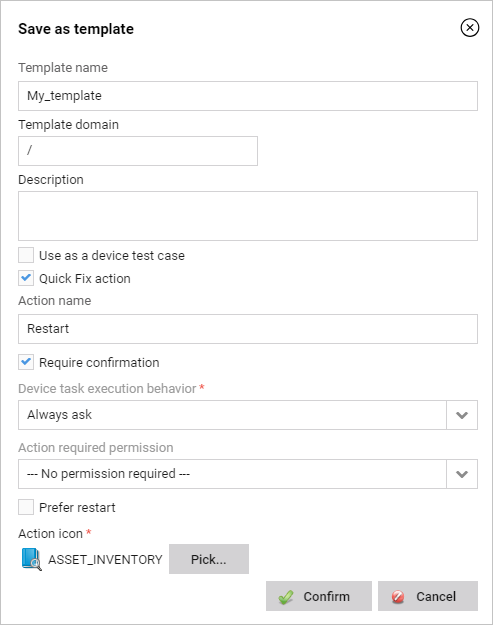 Save as template
Template name
My_template
Template domain
/
Description
Use as a device test case
Quick Fix action
Action name
Restart
Require confirmation
Device task execution behavior *
Always ask
Action required permission
--- No permission required ---
Prefer restart
Action icon *
ASSET_INVENTORY Pick...
Confirm Cancel